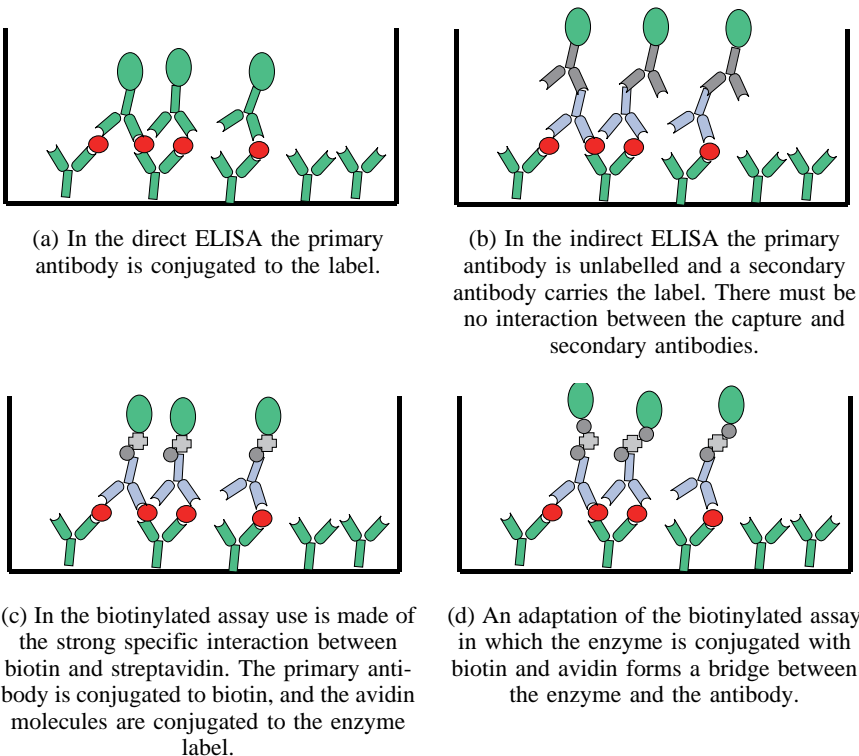 (a) In the direct ELISA the primary
antibody is conjugated to the label.
(b) In the indirect ELISA the primary
antibody is unlabelled and a secondary
antibody carries the label. There must be
no interaction between the capture and
secondary antibodies.
(c) In the biotinylated assay use is made of
the strong specific interaction between
biotin and streptavidin. The primary anti-
body is conjugated to biotin, and the avidin
molecules are conjugated to the enzyme
label.
(d) An adaptation of the biotinylated assay
in which the enzyme is conjugated with
biotin and avidin forms a bridge between
the enzyme and the antibody.